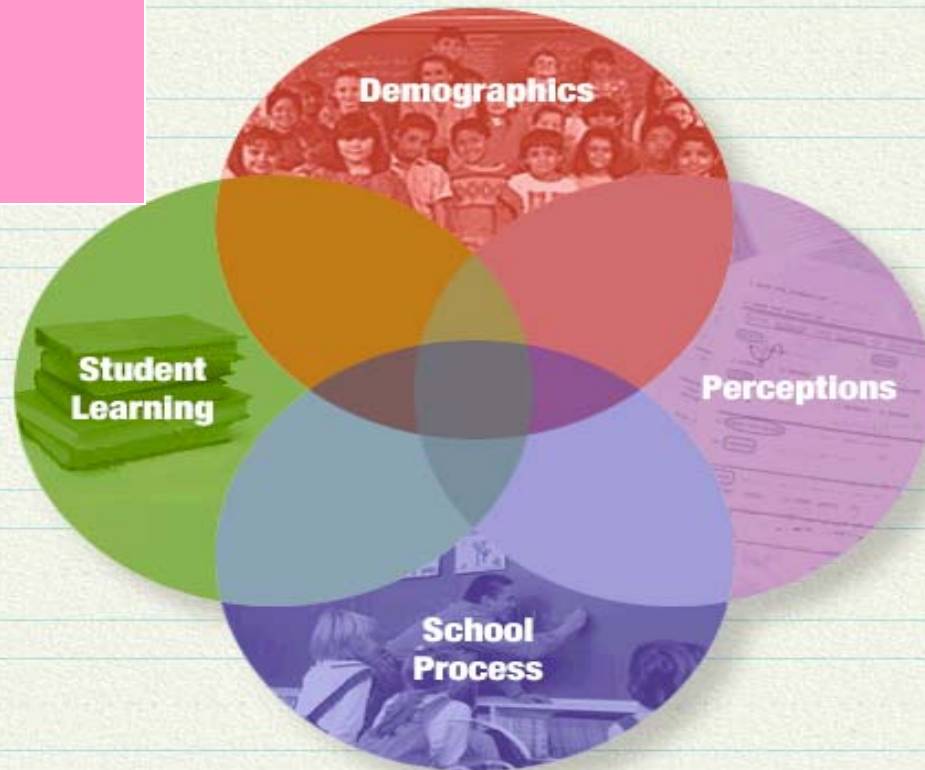 Demographics
Student
Learning
Perceptions
School
Process